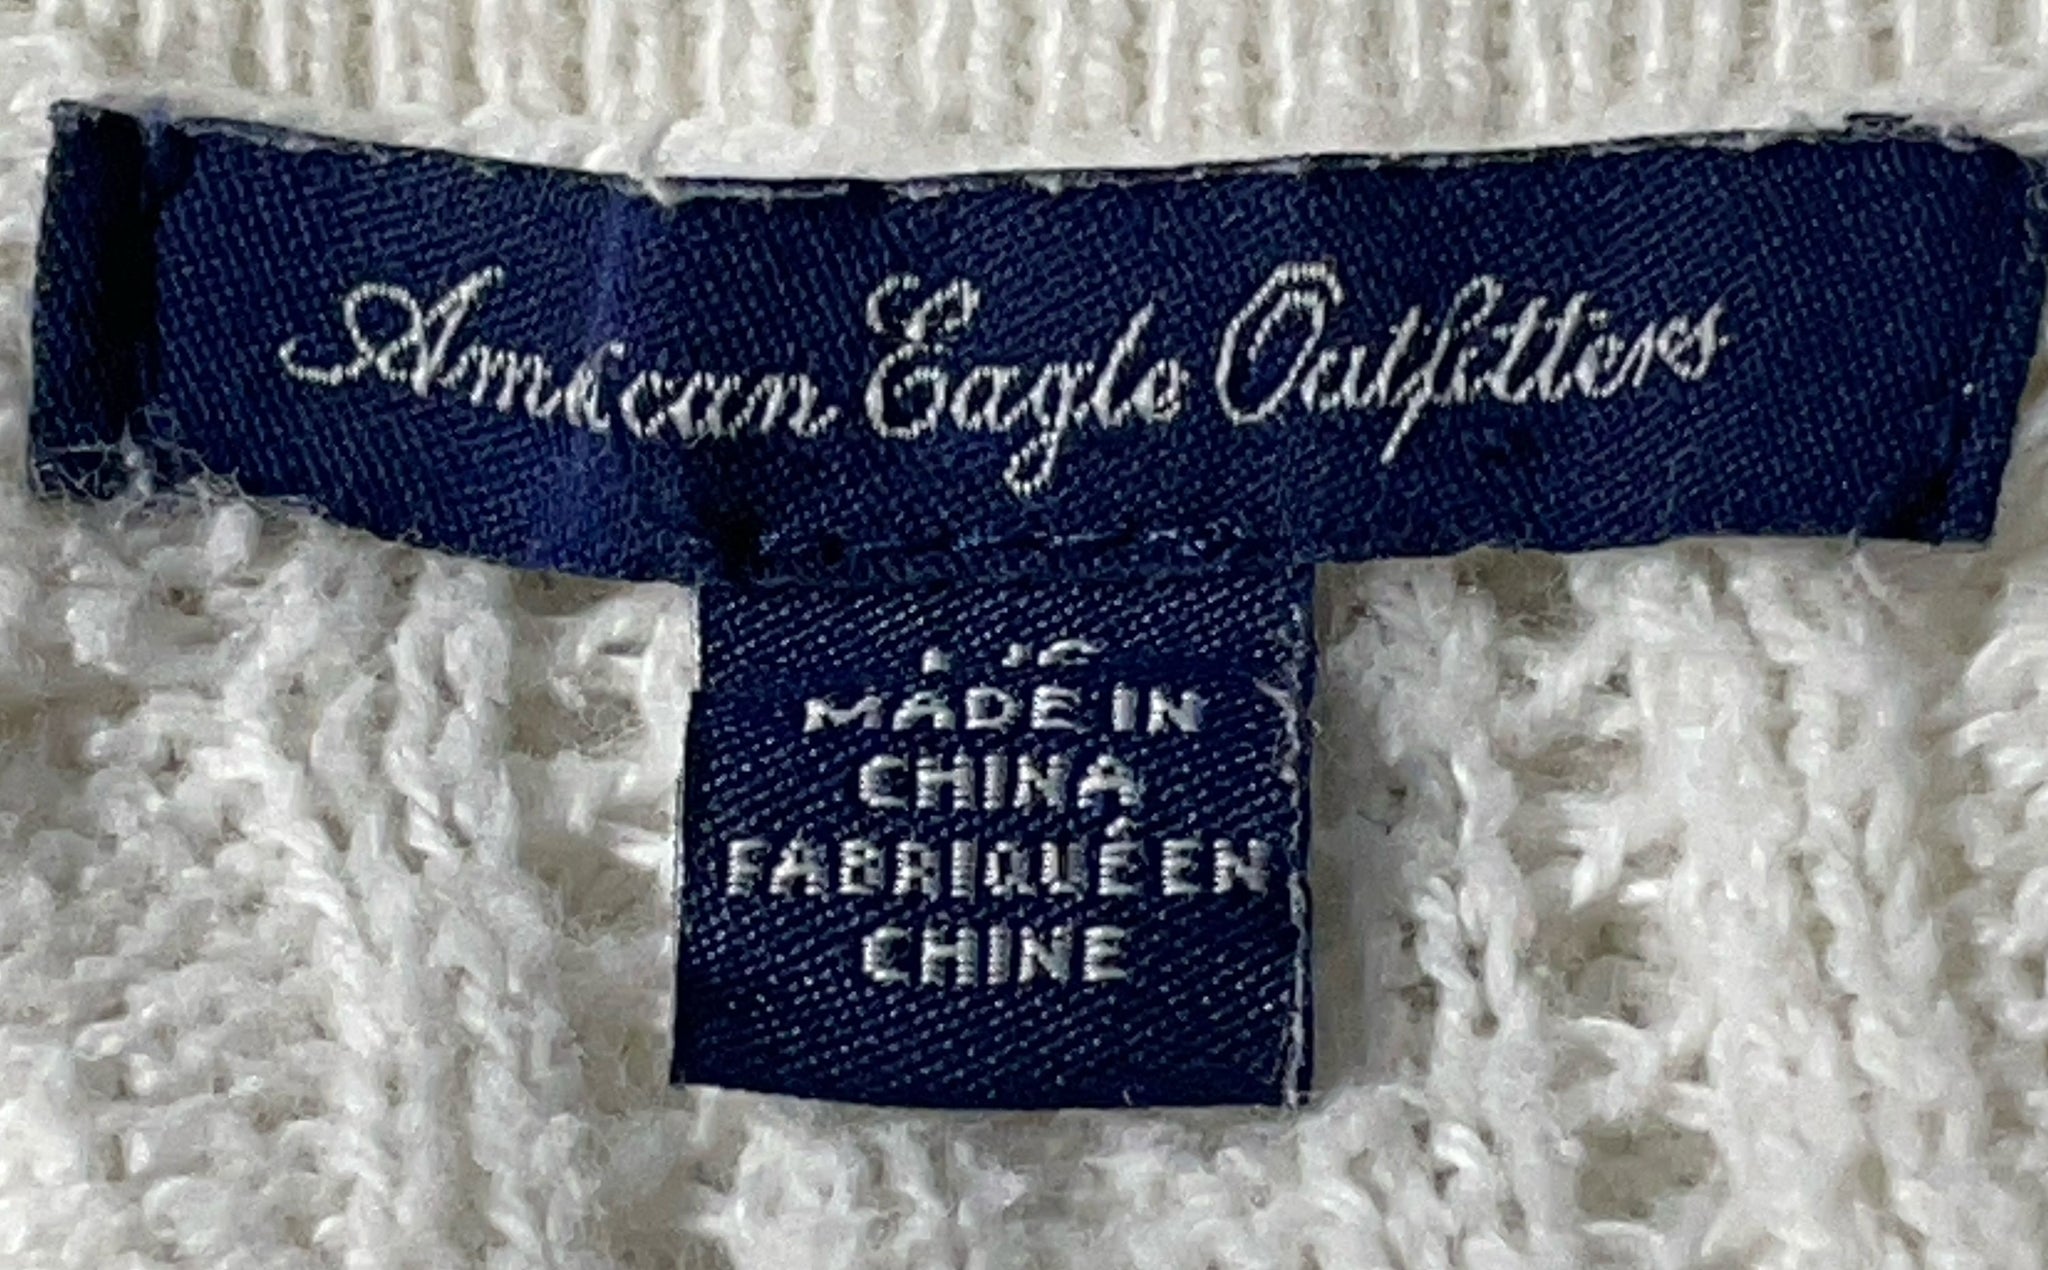 American Eagle Outfitters
MADE IN
CHINA
FABRIQUÉ EN
CHINE